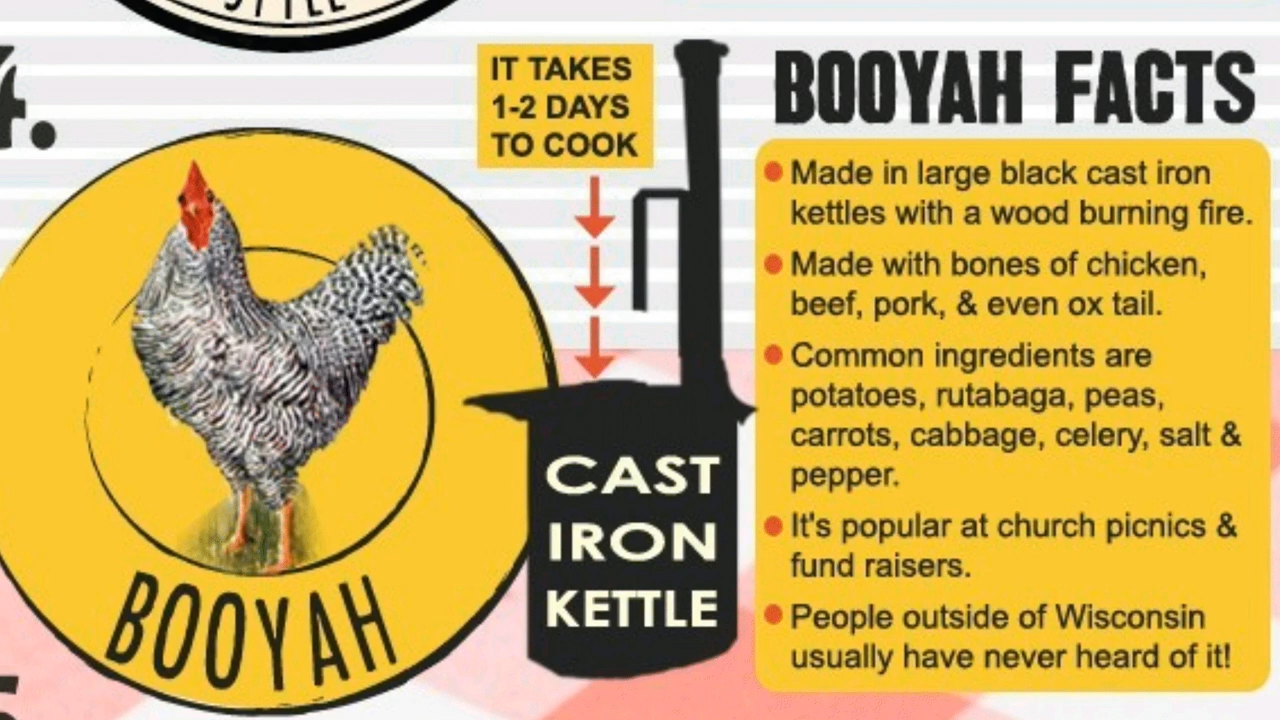 STYLE
4.
IT TAKES
1-2 DAYS
TO COOK
BOOYAH
CAST
IRON
KETTLE
BOOYAH FACTS
Made in large black cast iron
kettles with a wood burning fire.
Made with bones of chicken,
beef, pork, & even ox tail.
Common ingredients are
potatoes, rutabaga, peas,
carrots, cabbage, celery, salt &
pepper.
It's popular at church picnics &
fund raisers.
People outside of Wisconsin
usually have never heard of it!